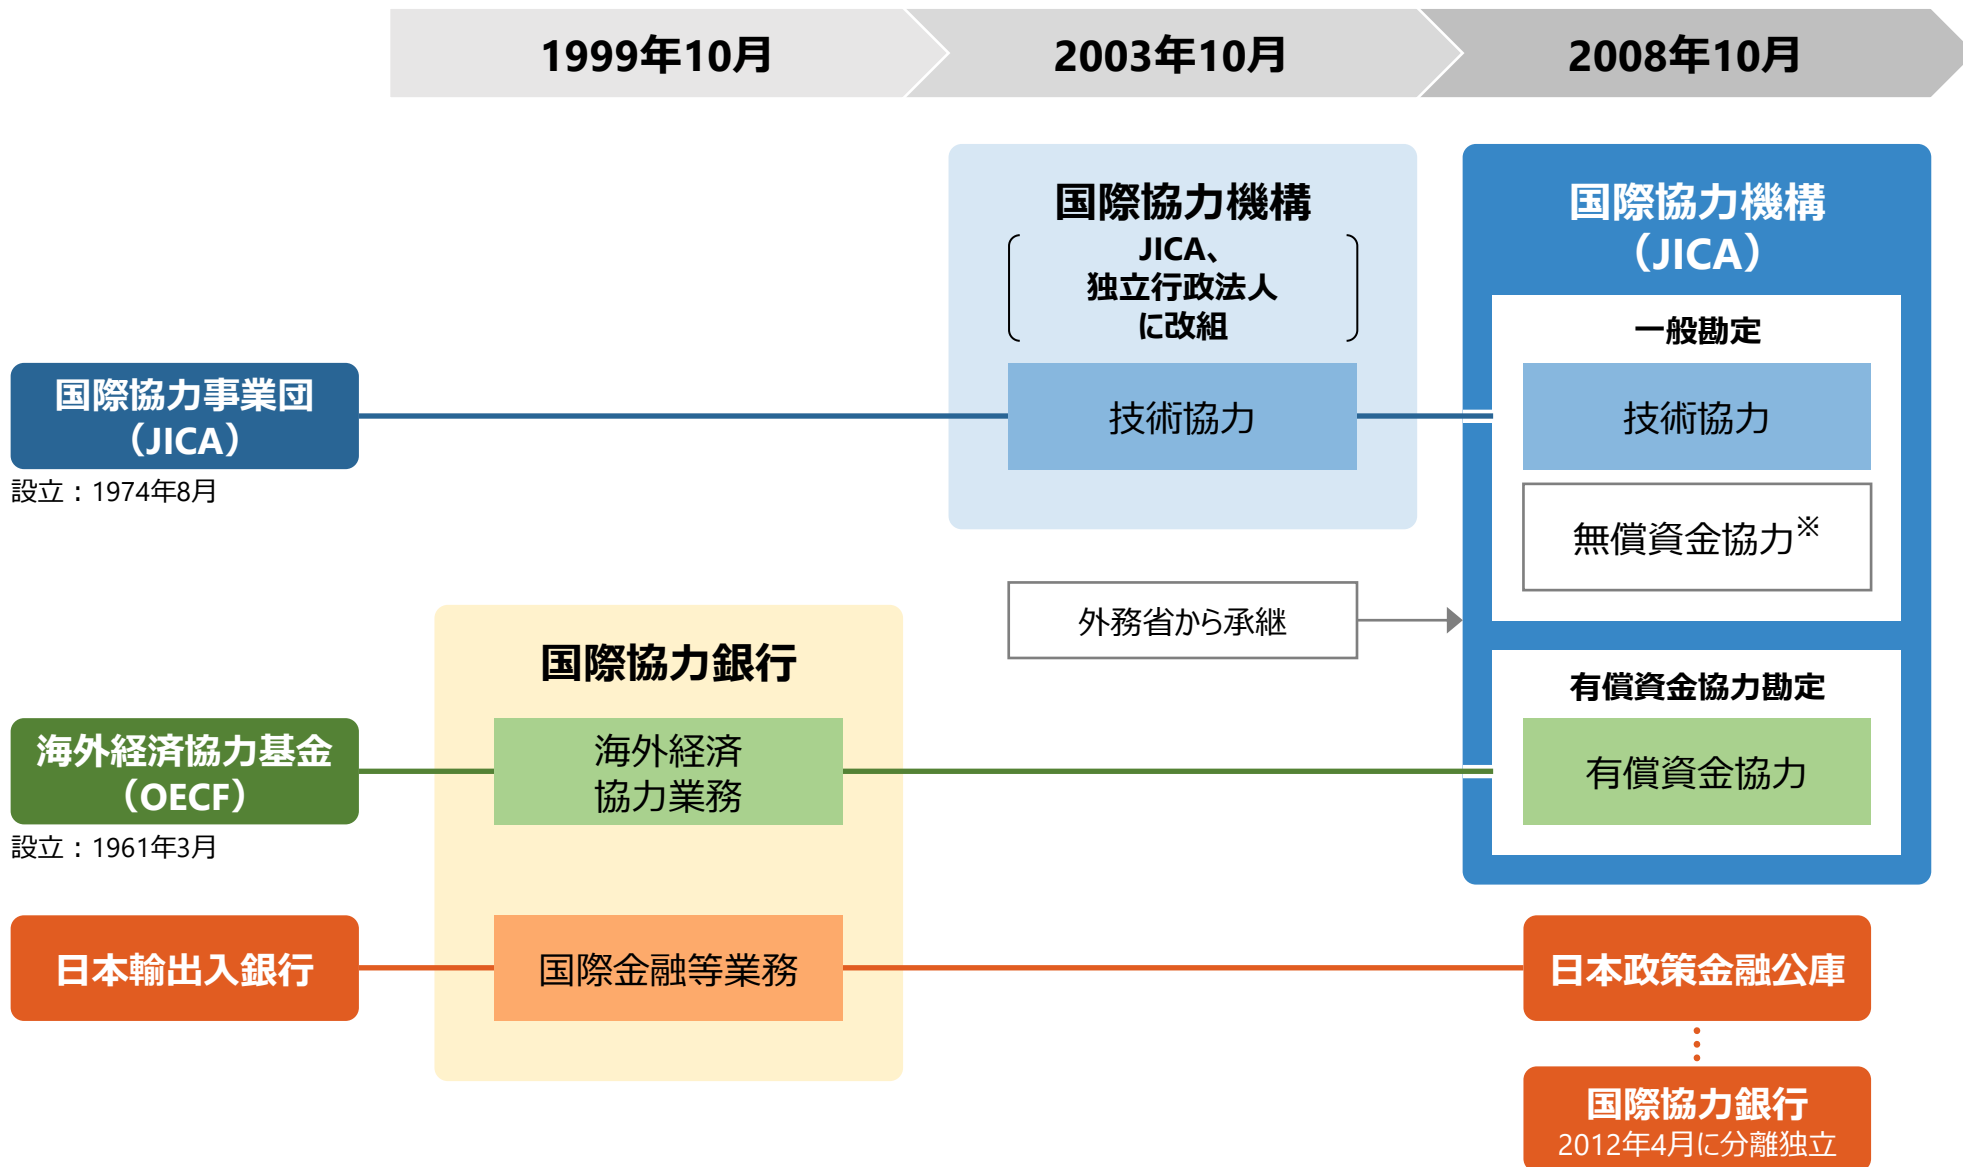 1999年10月
2003年10月
2008年10月
国際協力機構
JICA、
独立行政法人
に改組
技術協力
国際協力機構
（JICA）
一般勘定
技術協力
無償資金協力※
国際協力事業団
（JICA）
設立：1974年8月
外務省から承継
国際協力銀行
海外経済
協力業務
有償資金協力勘定
有償資金協力
海外経済協力基金
（OECF）
設立：1961年3月
日本輸出入銀行
国際金融等業務
日本政策金融公庫
国際協力銀行
2012年4月に分離独立